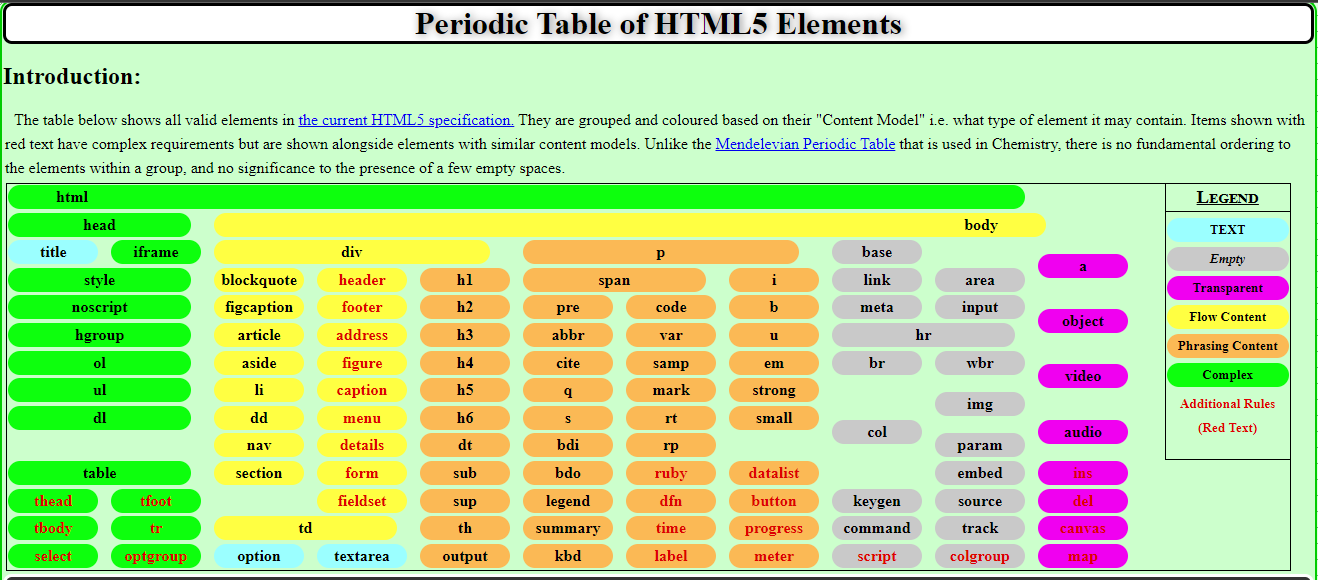 Periodic Table of HTML5 Elements
Introduction:
The table below shows all valid elements in the current HTML5 specification. They are grouped and coloured based on their "Content Model" i.e. what type of element it may contain. Items shown with
red text have complex requirements but are shown alongside elements with similar content models. Unlike the Mendelevian Periodic Table that is used in Chemistry, there is no fundamental ordering to
the elements within a group, and no significance to the presence of a few empty spaces.
html
head body
title iframe div p base
a
style blockquote header h1 span i link area
noscript figcaption footer h2 pre code b meta input
object
hgroup article address h3 abbr var u hr
ol aside figure h4 cite samp em br wbr
video
ul li caption h5 q mark strong
img
dl dd menu h6 s rt small
col audio
nav details dt bdi rp param
table section form sub bdo ruby datalist embed ins
thead tfoot fieldset sup legend dfn button keygen source del
tbody tr td th summary time progress command track canvas
select optgroup option textarea output kbd label meter script colgroup map
LEGEND
TEXT
Empty
Transparent
Flow Content
Phrasing Content
Complex
Additional Rules
(Red Text)